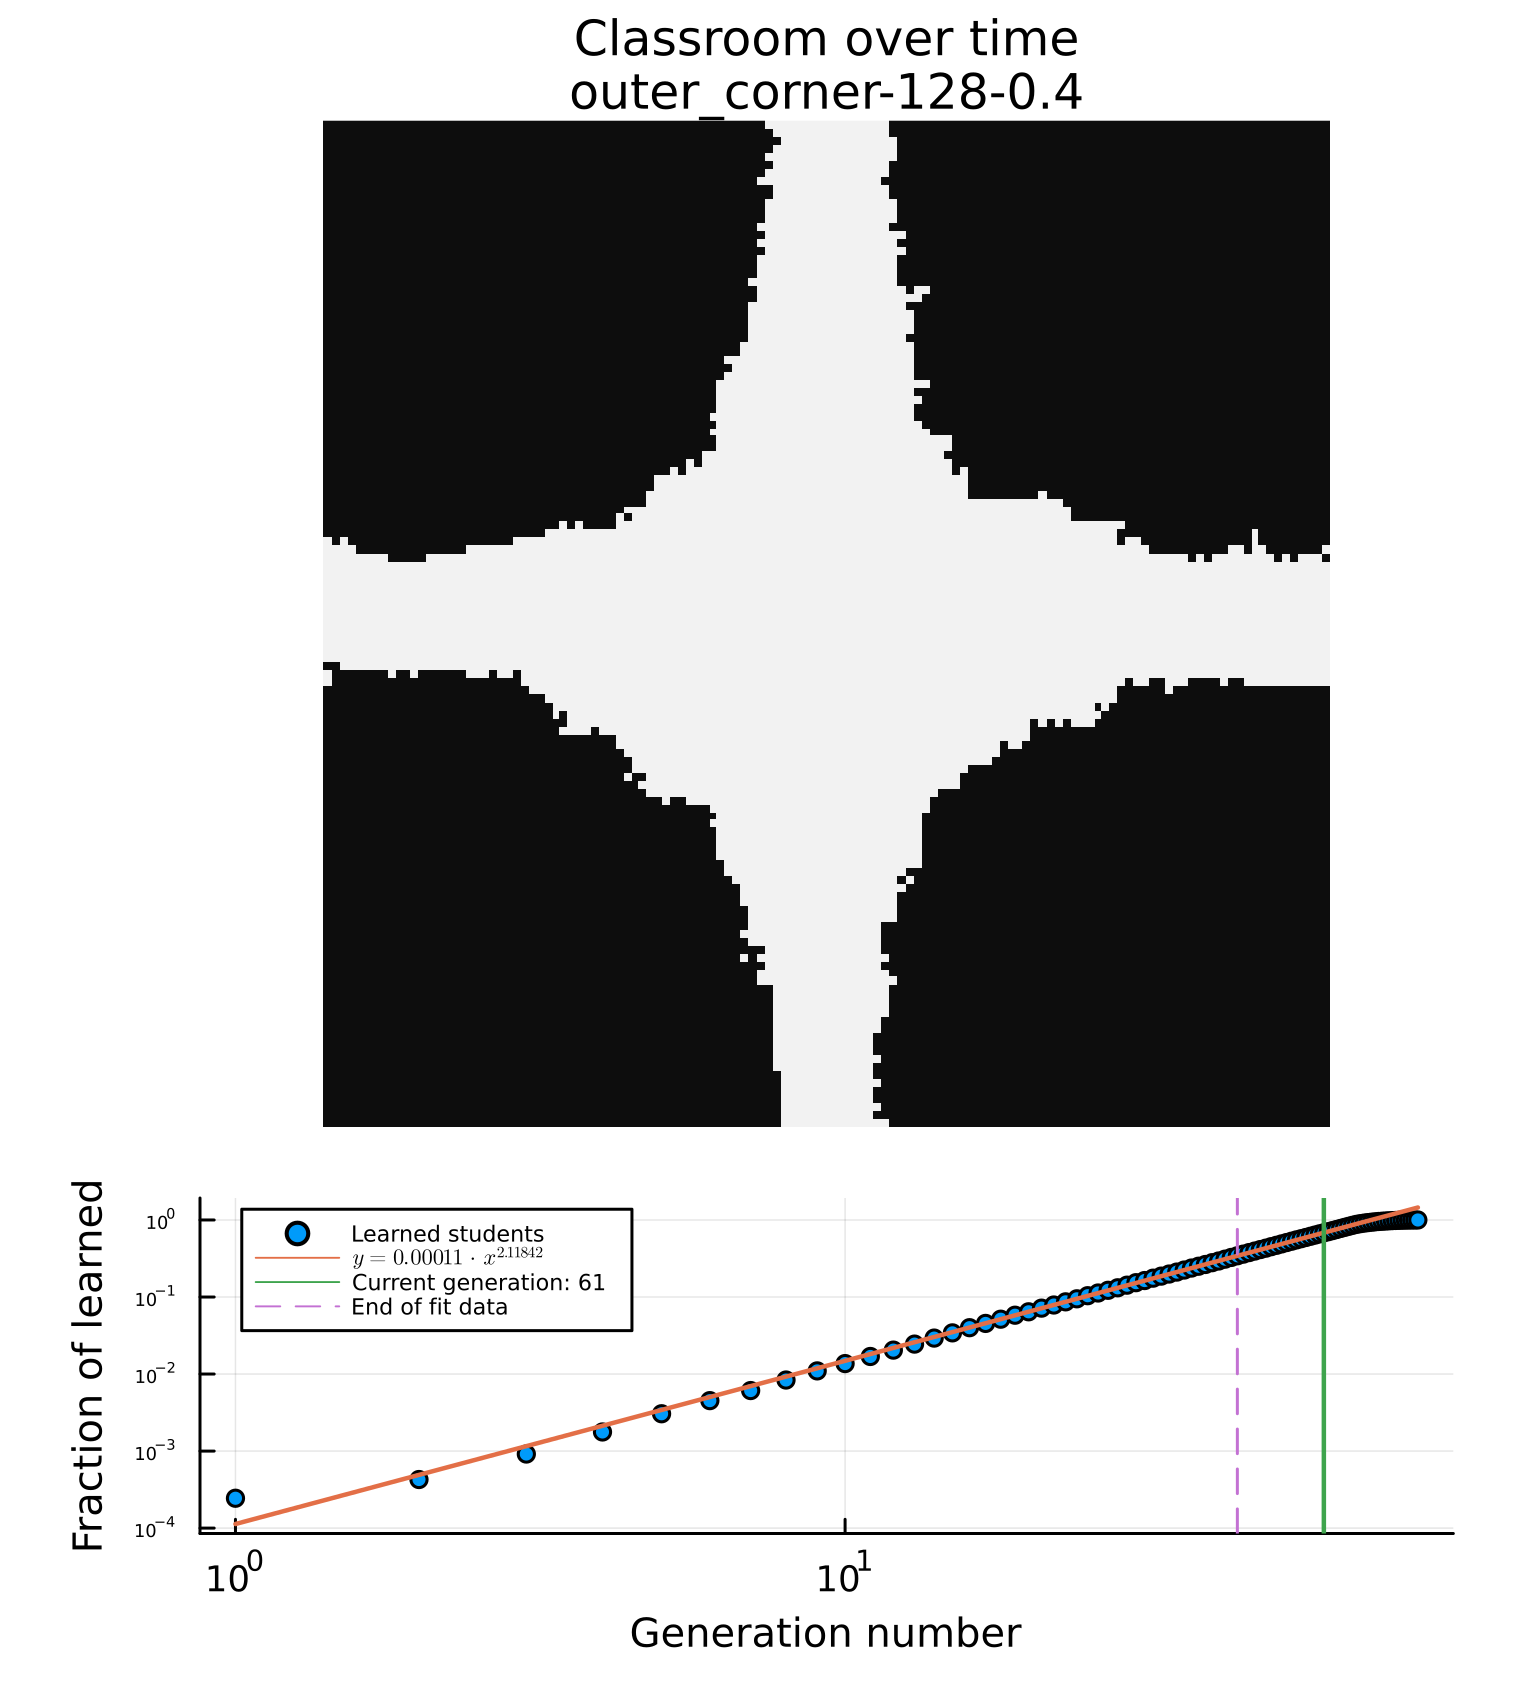 Classroom over time
outer_corner-128-0.4
Fraction of learned
10^0
10^-1
10^-2
10^-3
10^-4
Learned students
y = 0.00011 · x^2.11842
Current generation: 61
End of fit data
10^0
10^1
Generation number